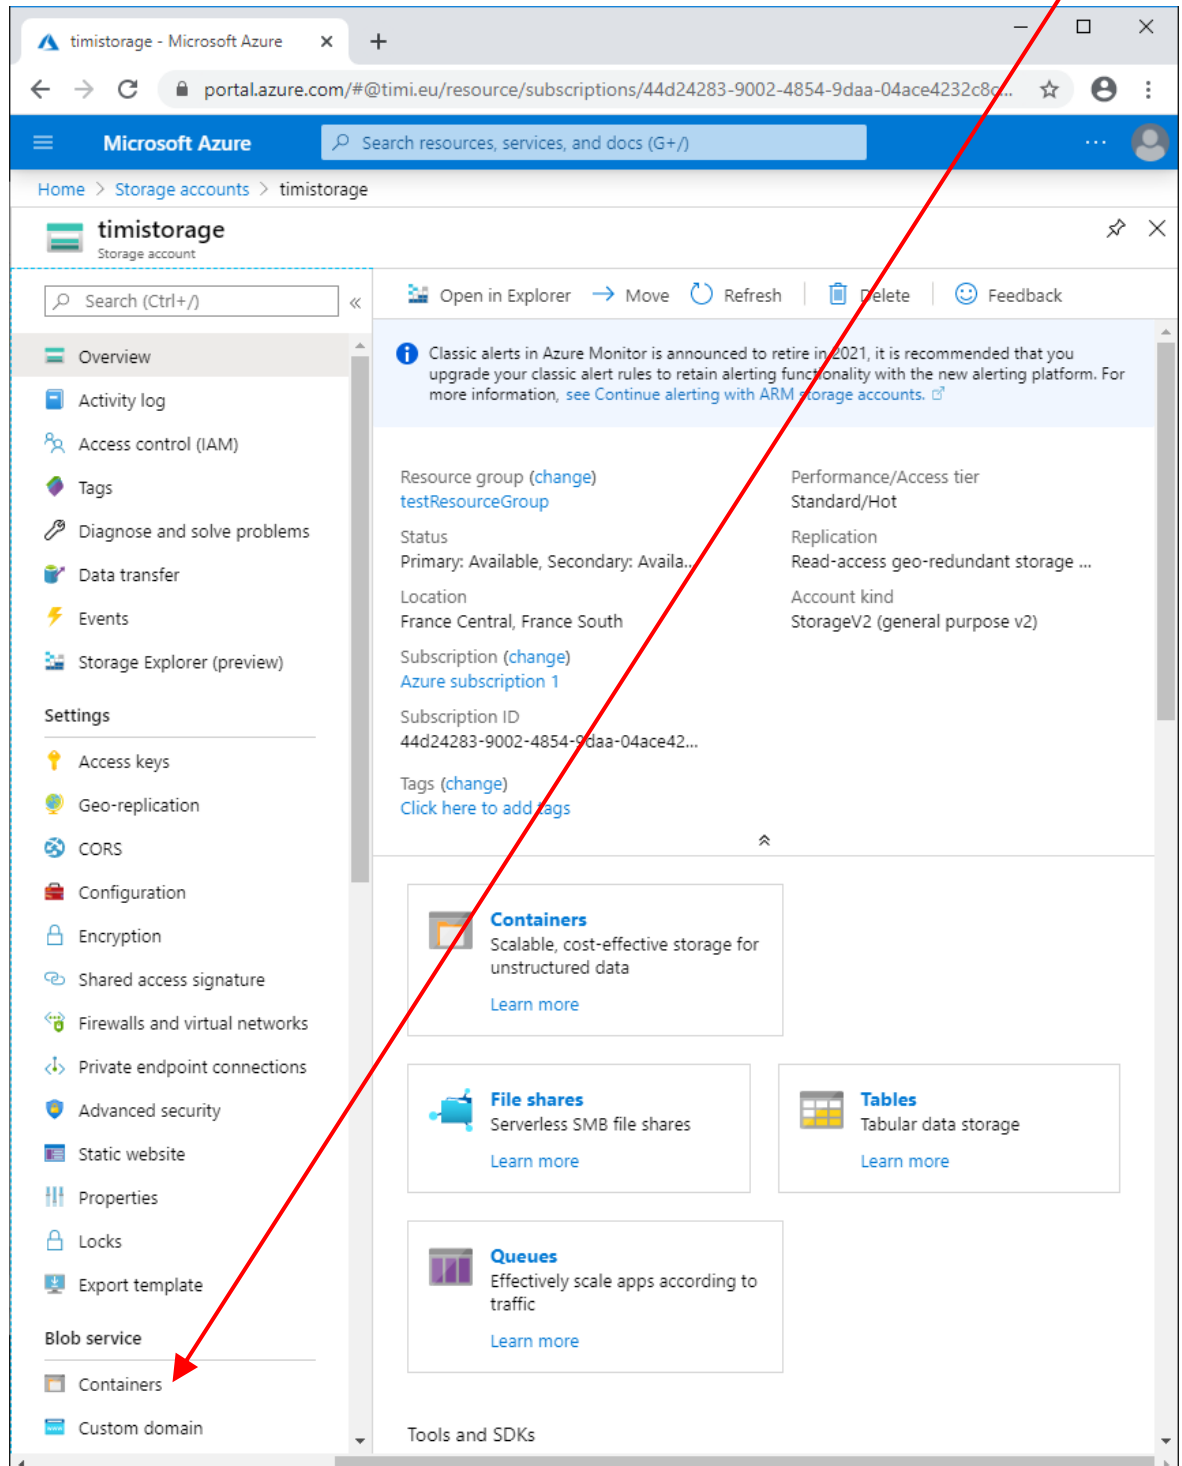 timistorage - Microsoft Azure
portal.azure.com/#@timi.eu/resource/subscriptions/44d24283-9002-4854-9daa-04ace4232c8c...
Microsoft Azure
Search resources, services, and docs (G+/)
Home > Storage accounts > timistorage
timistorage
Storage account
Search (Ctrl+/)
«
Overview
Activity log
Access control (IAM)
Tags
Diagnose and solve problems
Data transfer
Events
Storage Explorer (preview)
Settings
Access keys
Geo-replication
CORS
Configuration
Encryption
Shared access signature
Firewalls and virtual networks
Private endpoint connections
Advanced security
Static website
Properties
Locks
Export template
Blob service
Containers
Custom domain
Open in Explorer Move Refresh Delete Feedback
Classic alerts in Azure Monitor is announced to retire in 2021, it is recommended that you
upgrade your classic alert rules to retain alerting functionality with the new alerting platform. For
more information, see Continue alerting with ARM storage accounts.
Resource group (change)
testResourceGroup
Status
Primary: Available, Secondary: Availa...
Location
France Central, France South
Subscription (change)
Azure subscription 1
Subscription ID
44d24283-9002-4854-9daa-04ace42...
Tags (change)
Click here to add tags
Performance/Access tier
Standard/Hot
Replication
Read-access geo-redundant storage ...
Account kind
StorageV2 (general purpose v2)
Containers
Scalable, cost-effective storage for
unstructured data
Learn more
File shares
Serverless SMB file shares
Learn more
Tables
Tabular data storage
Learn more
Queues
Effectively scale apps according to
traffic
Learn more
Tools and SDKs